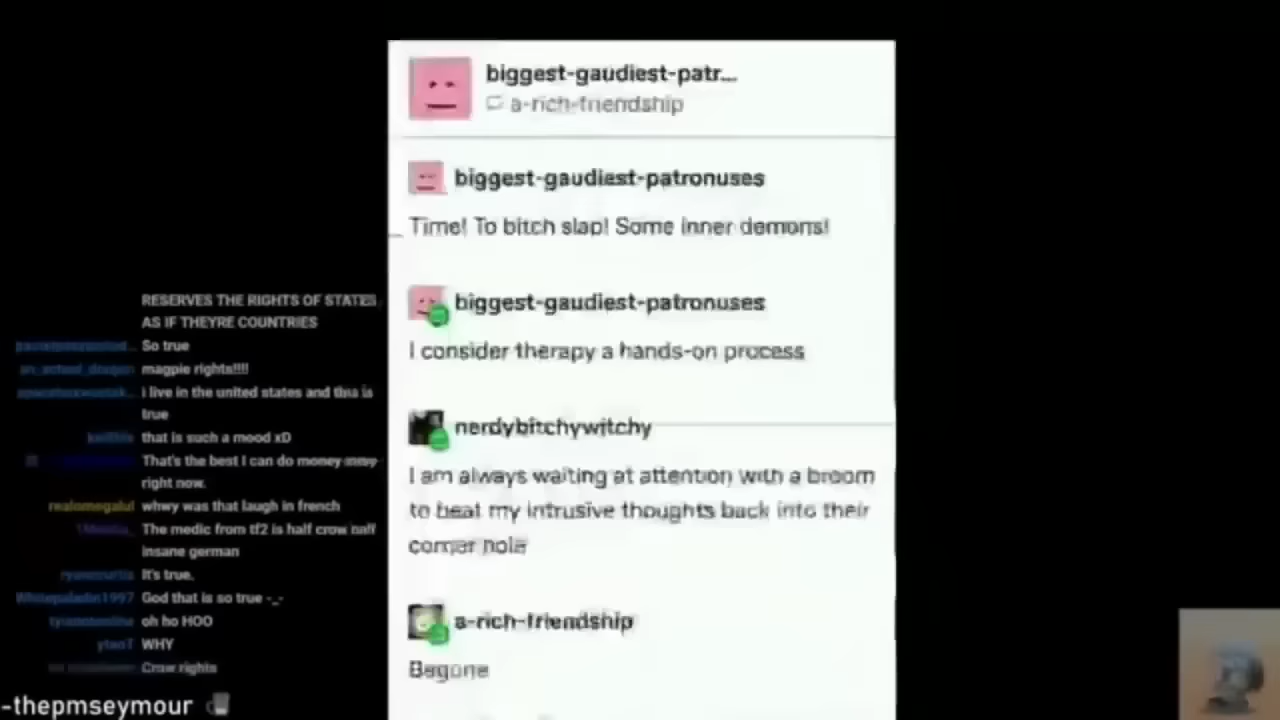 biggest-gaudiest-patr...
a-rich-friendship
biggest-gaudiest-patronuses
Time! To bitch slap! Some inner demons!
biggest-gaudiest-patronuses
I consider therapy a hands-on process
nerdybitchywitchy
I am always waiting at attention with a broom
to beat my intrusive thoughts back into their
corner hole
a-rich-friendship
Begone
RESERVES THE RIGHTS OF STATES
AS IF THEYRE COUNTRIES
So true
an_actual_dragon magpie rights!!!!
i live in the united states and this is
true
that is such a mood xD
That's the best I can do money
right now.
realomegalul whwy was that laugh in french
The medic from tf2 is half crow half
insane german
It's true.
Whitepaladin1997 God that is so true -_-
oh ho HOO
WHY
Crow rights
-thepmseymour